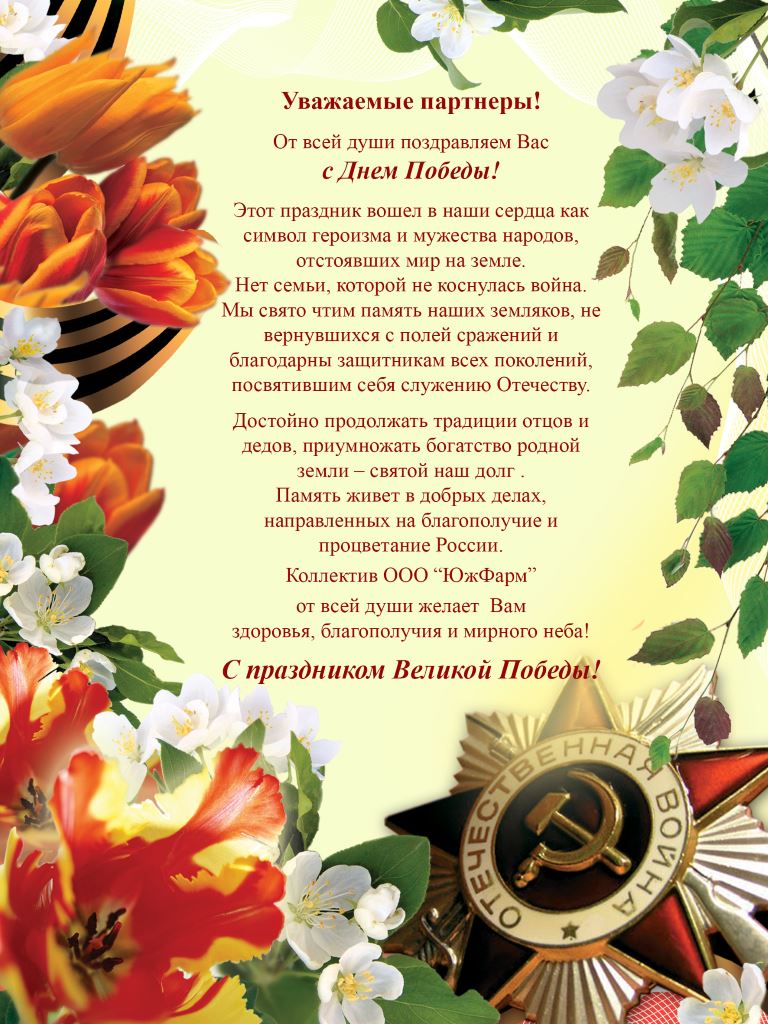 Уважаемые партнеры!
От всей души поздравляем Вас
с Днем Победы!
Этот праздник вошел в наши сердца как
символ героизма и мужества народов,
отстоявших мир на земле.
Нет семьи, которой не коснулась война.
Мы свято чтим память наших земляков, не
вернувшихся с полей сражений и
благодарны защитникам всех поколений,
посвятившим себя служению Отечеству.
Достойно продолжать традиции отцов и
дедов, приумножать богатство родной
земли – святой наш долг .
Память живет в добрых делах,
направленных на благополучие и
процветание России.
Коллектив ООО “ЮжФарм”
от всей души желает  Вам
здоровья, благополучия и мирного неба!
С праздником Великой Победы!
ОТЕЧЕСТВЕННАЯ ВОЙНА